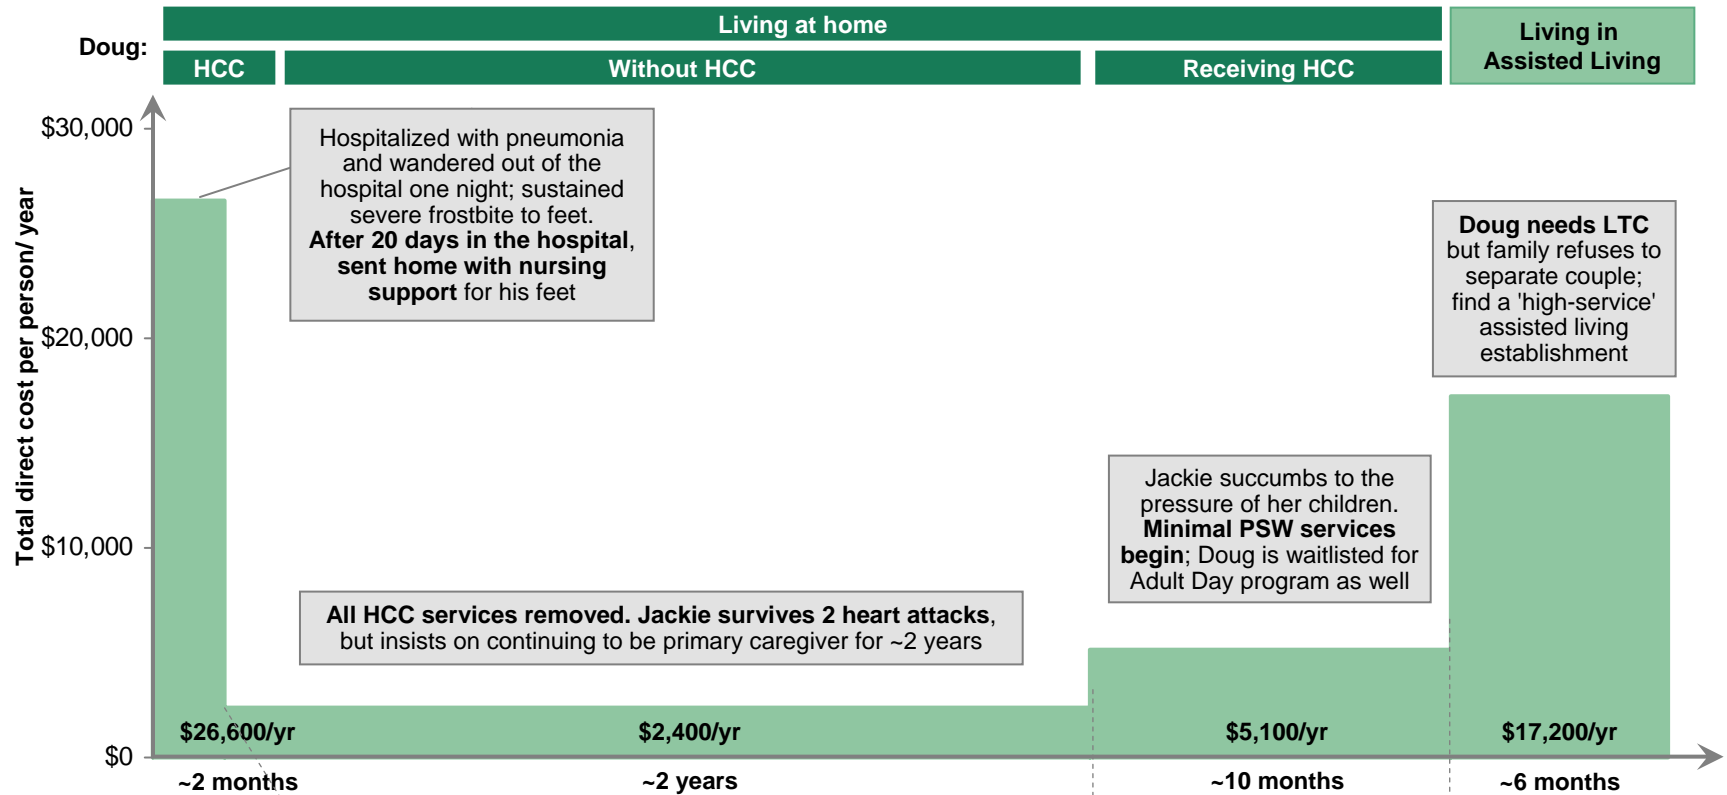 Doug:
Living at home
Living in
Assisted Living
HCC
Without HCC
Receiving HCC
Total direct cost per person/ year
$30,000
$20,000
$10,000
$0
Hospitalized with pneumonia
and wandered out of the
hospital one night; sustained
severe frostbite to feet.
After 20 days in the hospital,
sent home with nursing
support for his feet
All HCC services removed. Jackie survives 2 heart attacks,
but insists on continuing to be primary caregiver for ~2 years
Jackie succumbs to the
pressure of her children.
Minimal PSW services
begin; Doug is waitlisted for
Adult Day program as well
Doug needs LTC
but family refuses to
separate couple;
find a 'high-service'
assisted living
establishment
$26,600/yr
$2,400/yr
$5,100/yr
$17,200/yr
~2 months
~2 years
~10 months
~6 months